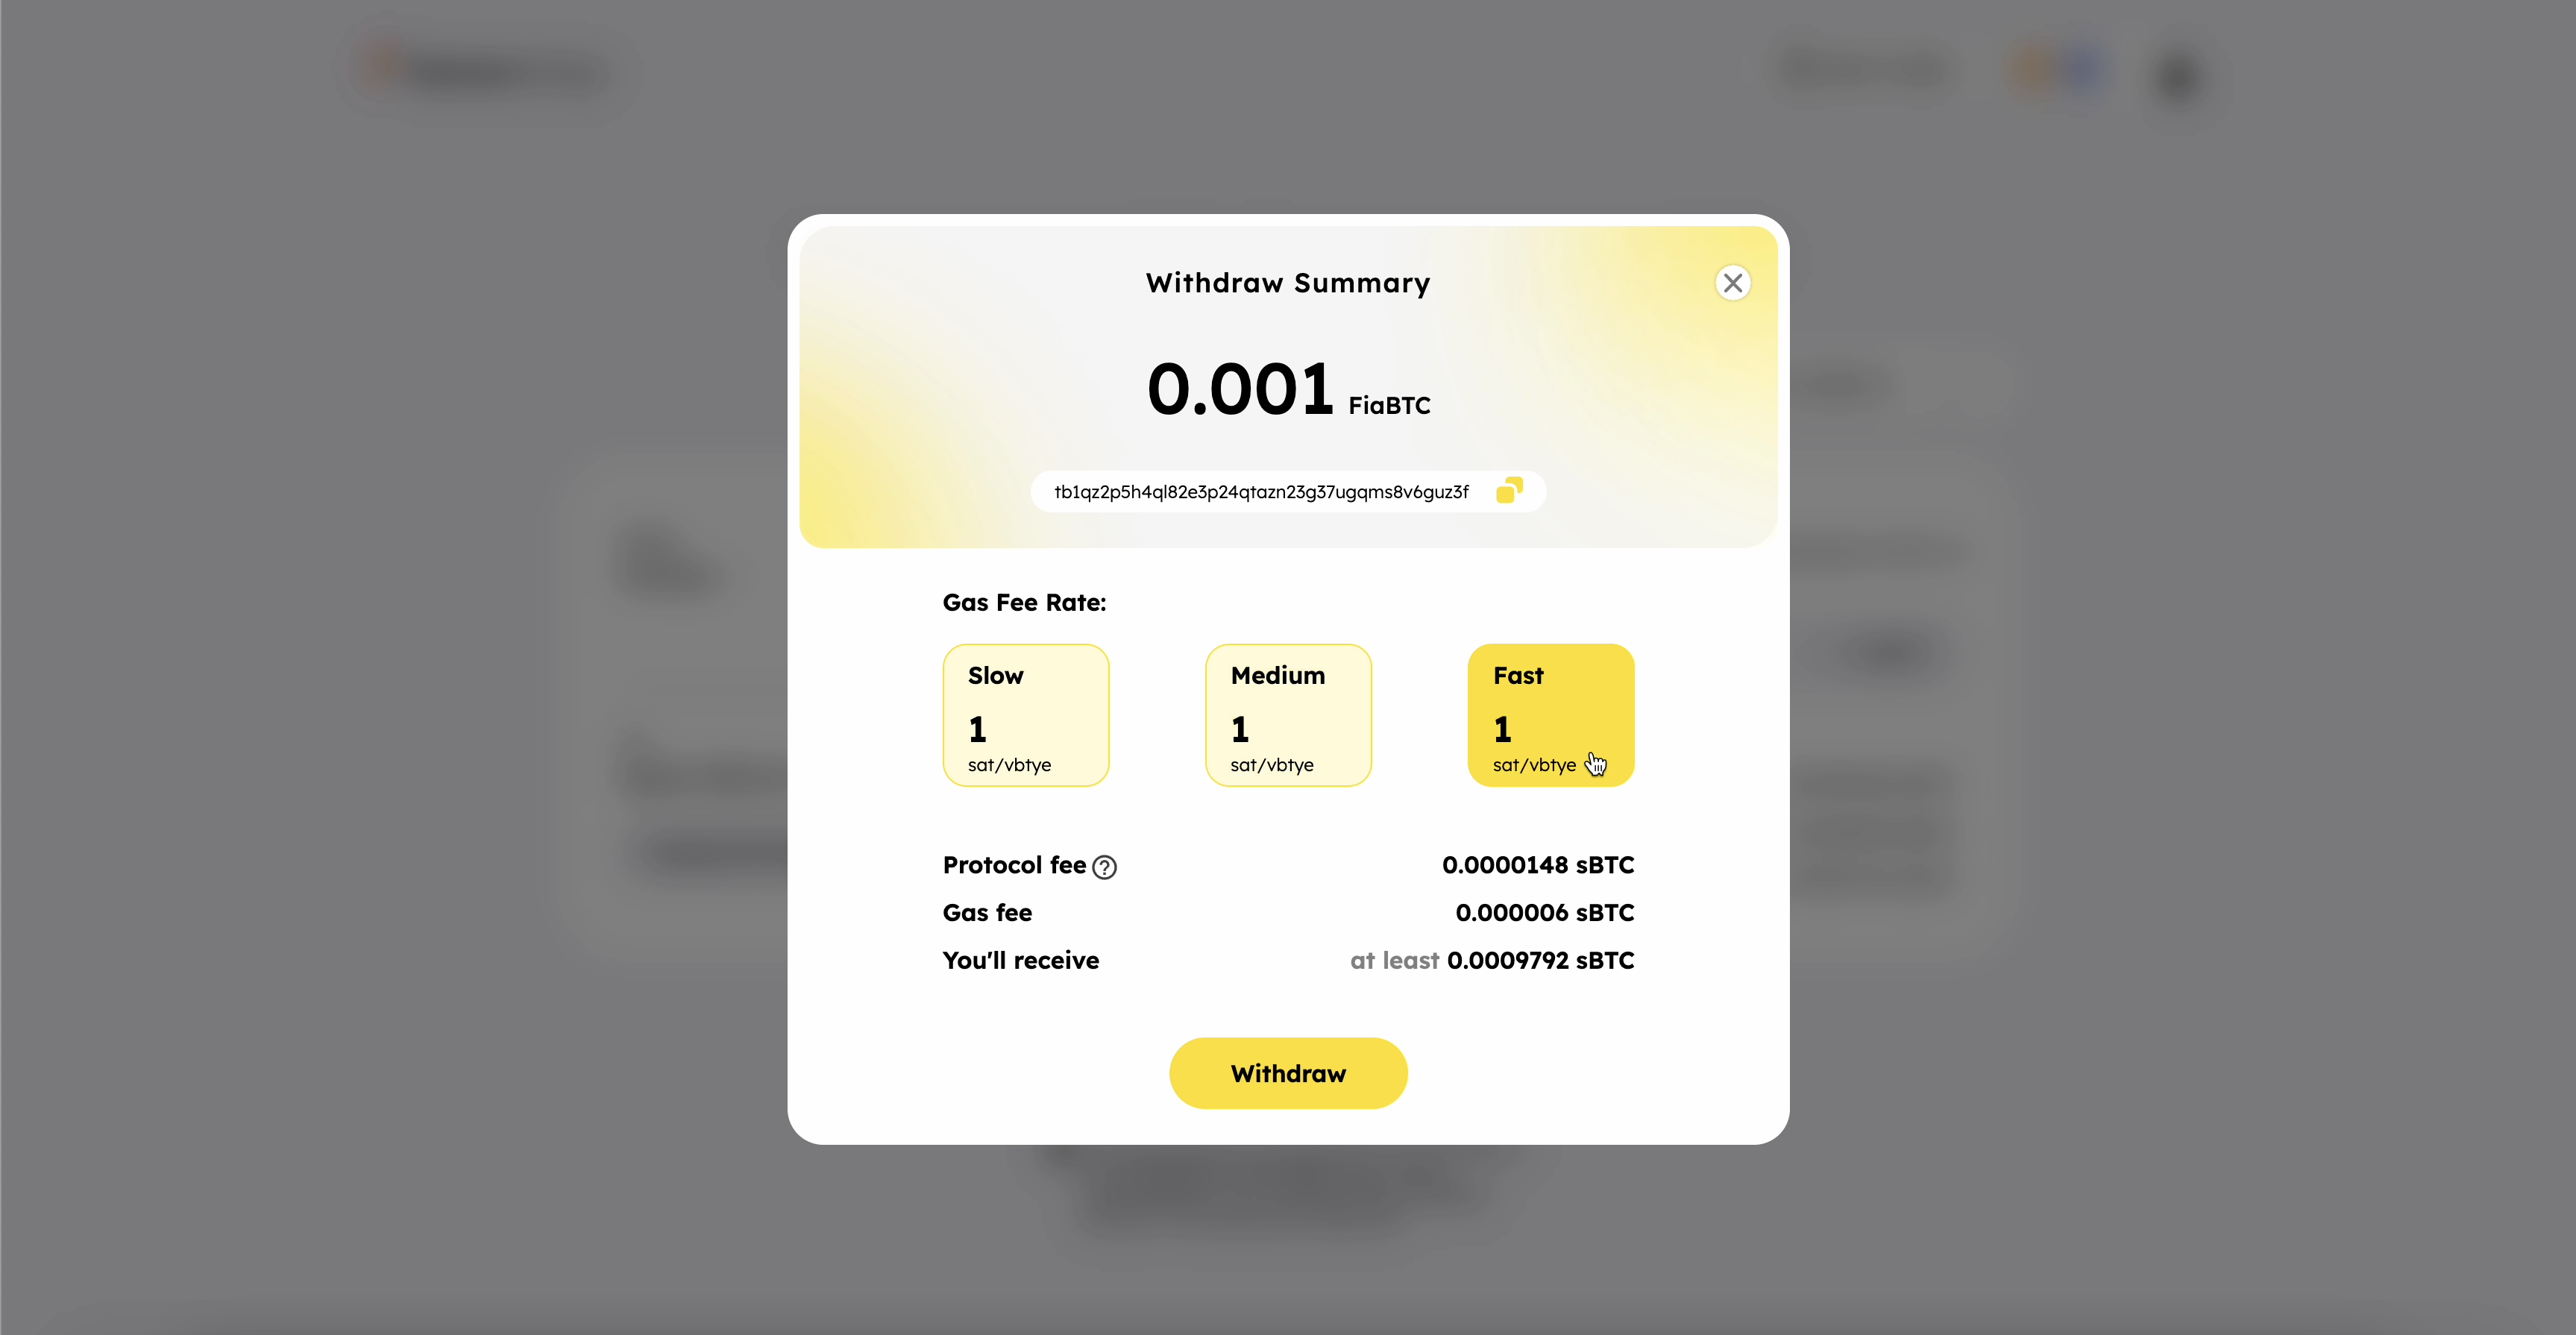 Withdraw Summary
0.001 FiaBTC
tb1qz2p5h4ql82e3p24qtazn23g37ugqms8v6guz3f
Gas Fee Rate:
Slow Medium Fast
1 1 1
sat/vbtye sat/vbtye sat/vbtye
Protocol fee ? 0.0000148 sBTC
Gas fee 0.000006 sBTC
You'll receive at least 0.0009792 sBTC
Withdraw